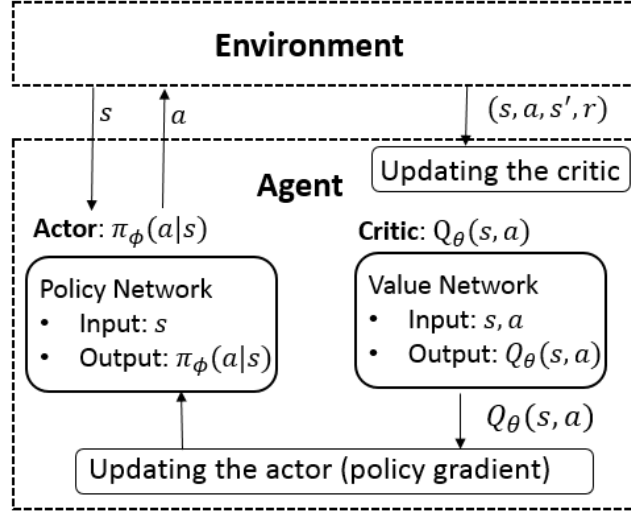 Environment
s
a
(s, a, s′, r)
Updating the critic
Agent
Actor: π_ϕ(a|s)
Critic: Q_θ(s, a)
Policy Network
• Input: s
• Output: π_ϕ(a|s)
Value Network
• Input: s, a
• Output: Q_θ(s, a)
Q_θ(s, a)
Updating the actor (policy gradient)